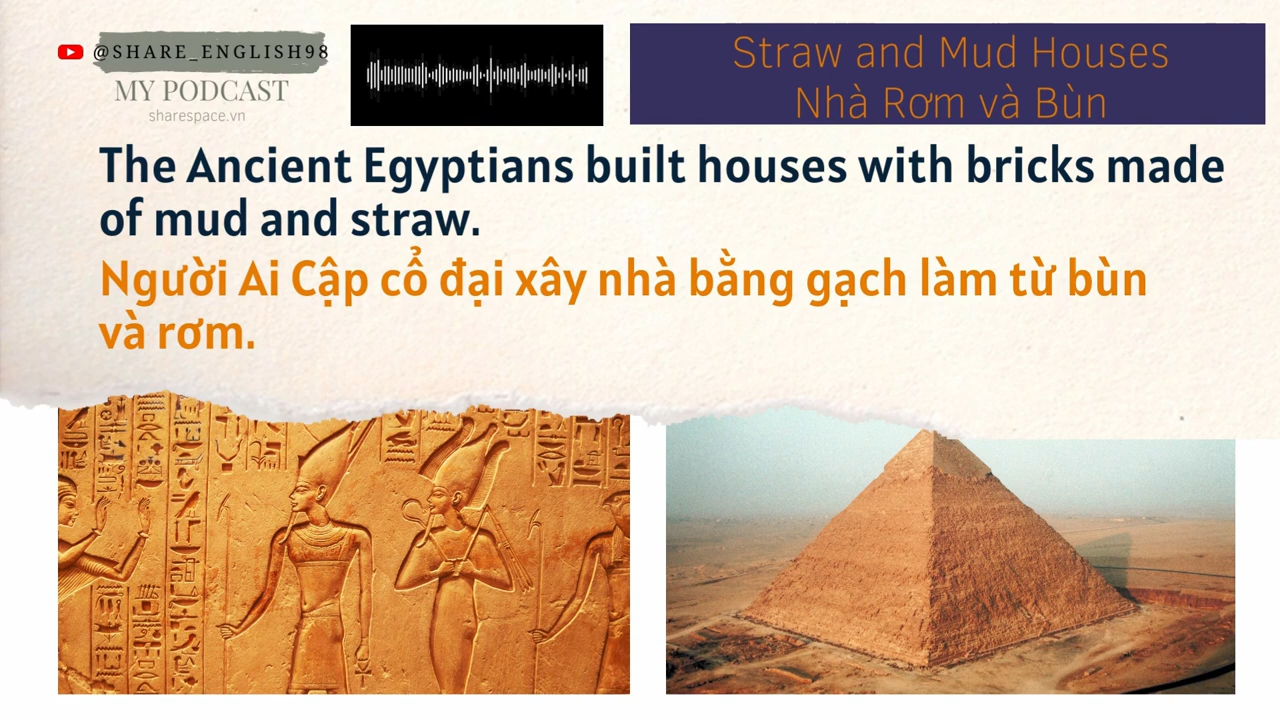 @SHARE_ENGLISH98
MY PODCAST
sharespace.vn
Straw and Mud Houses
Nhà Rơm và Bùn
The Ancient Egyptians built houses with bricks made
of mud and straw.
Người Ai Cập cổ đại xây nhà bằng gạch làm từ bùn
và rơm.